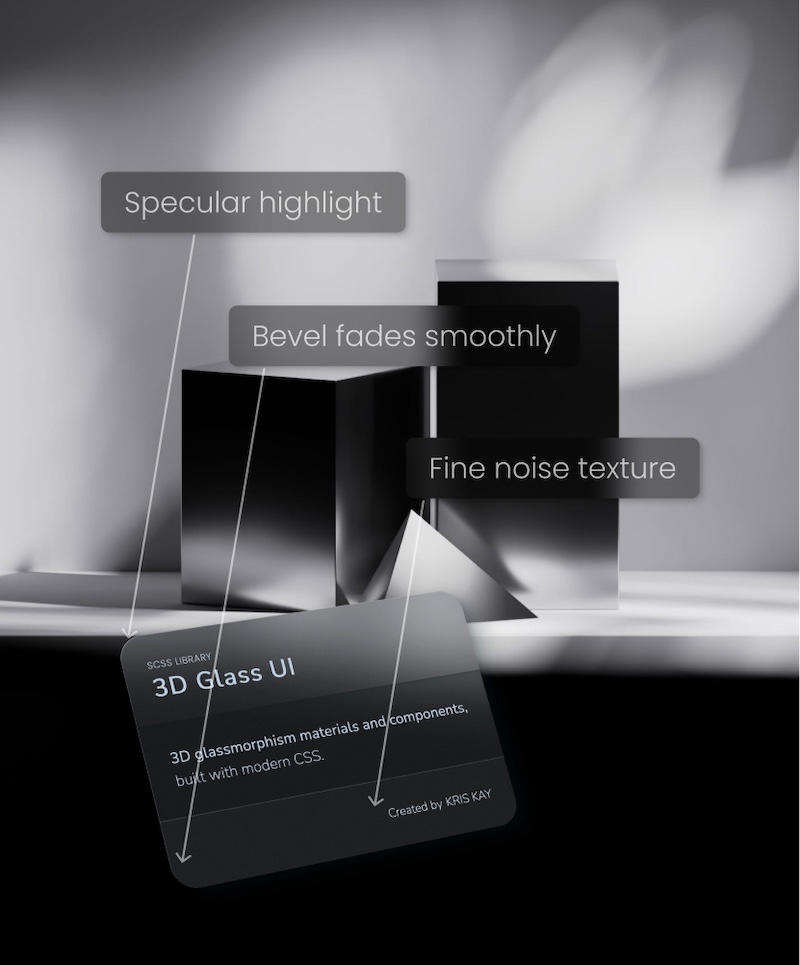 Specular highlight
Bevel fades smoothly
Fine noise texture
SCSS LIBRARY
3D Glass UI
3D glassmorphism materials and components,
built with modern CSS.
Created by KRIS KAY